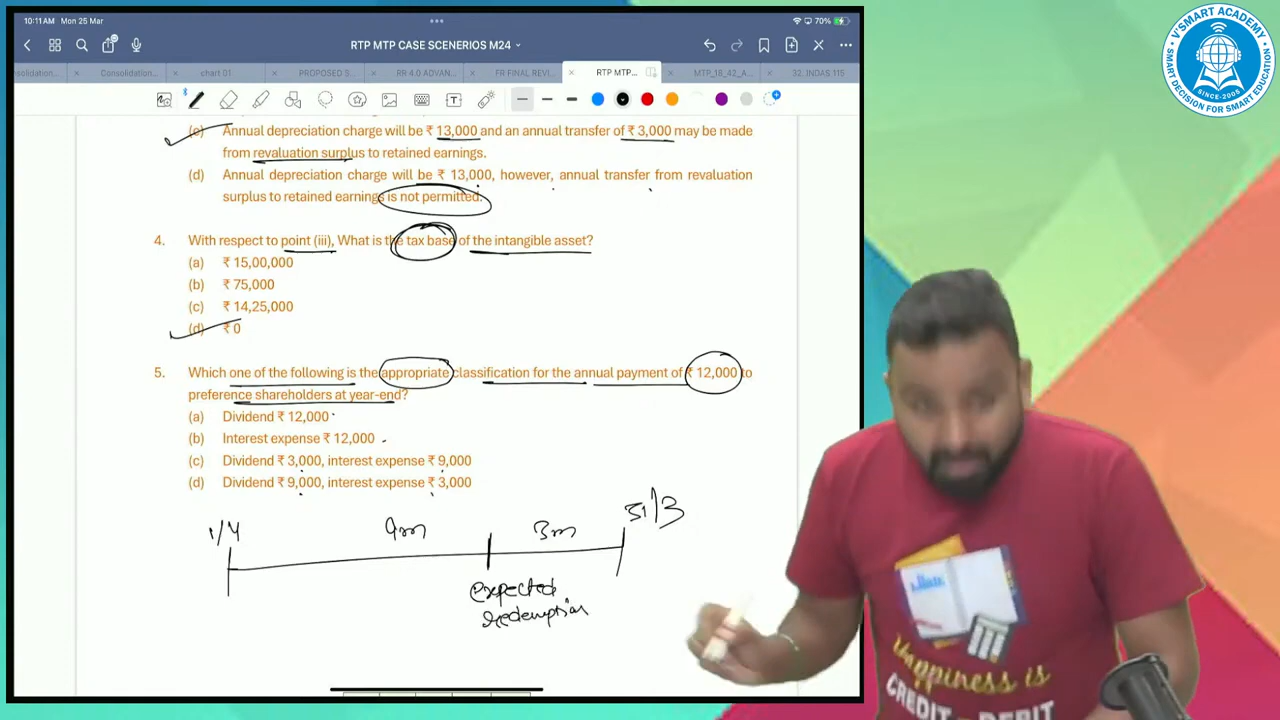 10:11 AM Mon 25 Mar
70%
RTP MTP CASE SCENERIOS M24
solidation...
Consolidation...
chart 01
PROPOSED S...
RR 4.0 ADVAN...
FR FINAL REVI...
RTP MTP...
MTP_18_42_A...
32. INDAS 115
(c) Annual depreciation charge will be ₹ 13,000 and an annual transfer of ₹ 3,000 may be made
from revaluation surplus to retained earnings.
(d) Annual depreciation charge will be ₹ 13,000, however, annual transfer from revaluation
surplus to retained earnings is not permitted.
4. With respect to point (iii), What is the tax base of the intangible asset?
(a) ₹ 15,00,000
(b) ₹ 75,000
(c) ₹ 14,25,000
(d) ₹ 0
5. Which one of the following is the appropriate classification for the annual payment of ₹ 12,000 to
preference shareholders at year-end?
(a) Dividend ₹ 12,000
(b) Interest expense ₹ 12,000
(c) Dividend ₹ 3,000, interest expense ₹ 9,000
(d) Dividend ₹ 9,000, interest expense ₹ 3,000
1/4 9m 3m 31/3
expected
redemption
V'SMART ACADEMY
SMART DECISION FOR SMART EDUCATION
SINCE-2005
Happiness is
CREDIT - DEBIT